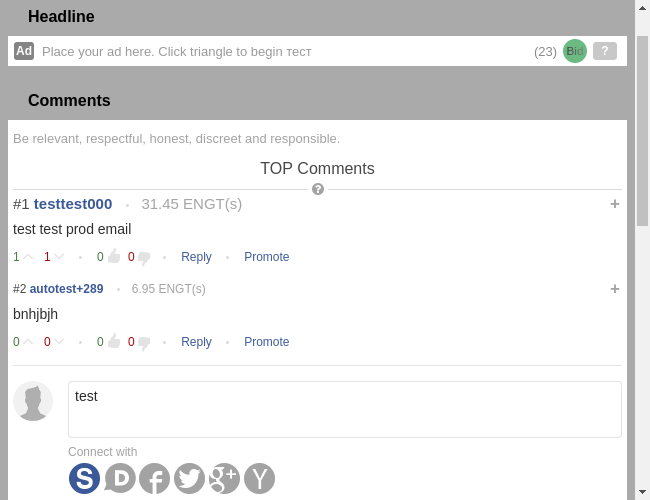 Headline
Ad Place your ad here. Click triangle to begin тест (23) Bid ?
Comments
Be relevant, respectful, honest, discreet and responsible.
TOP Comments
?
#1 testtest000 • 31.45 ENGT(s) +
test test prod email
1 1 • 0 0 • Reply • Promote
#2 autotest+289 • 6.95 ENGT(s) +
bnhjbjh
0 0 • 0 0 • Reply • Promote
test
Connect with
S D f g+ Y